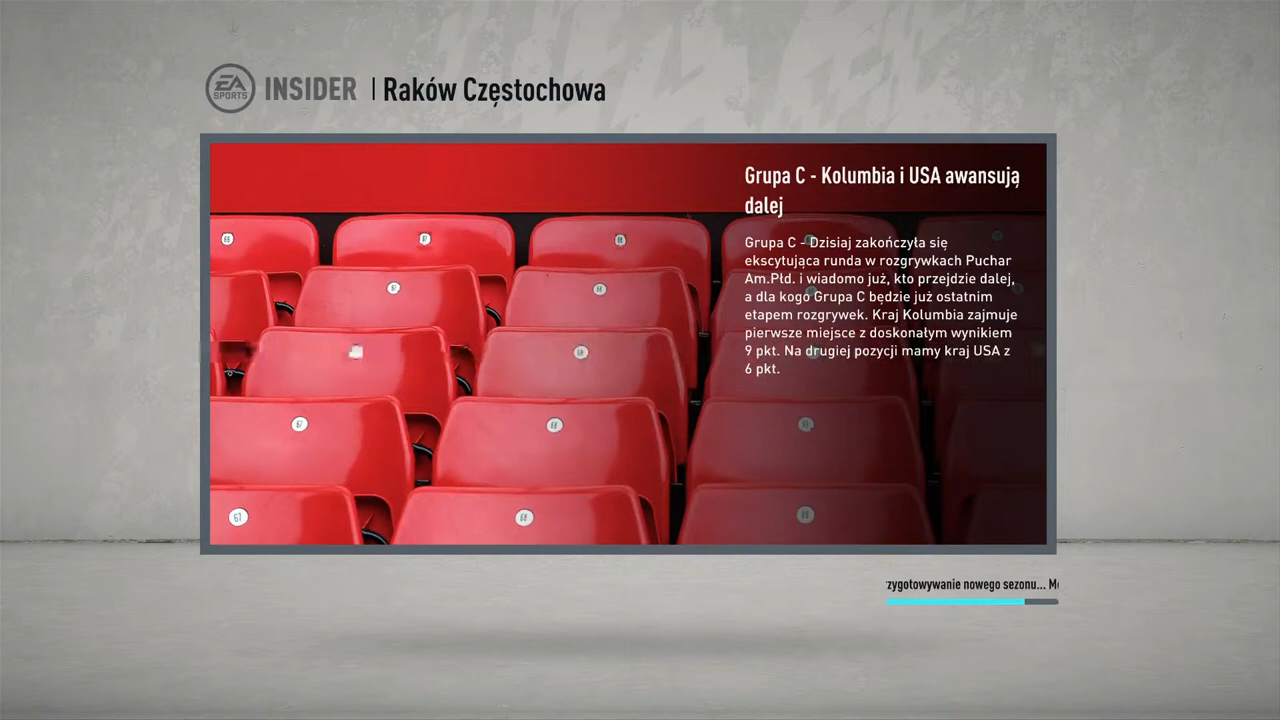 EA
SPORTS
INSIDER | Raków Częstochowa
Grupa C - Kolumbia i USA awansują
dalej
Grupa C - Dzisiaj zakończyła się
ekscytująca runda w rozgrywkach Puchar
Am.Płd. i wiadomo już, kto przejdzie dalej,
a dla kogo Grupa C będzie już ostatnim
etapem rozgrywek. Kraj Kolumbia zajmuje
pierwsze miejsce z doskonałym wynikiem
9 pkt. Na drugiej pozycji mamy kraj USA z
6 pkt.
67
68
zygotowywanie nowego sezonu... M